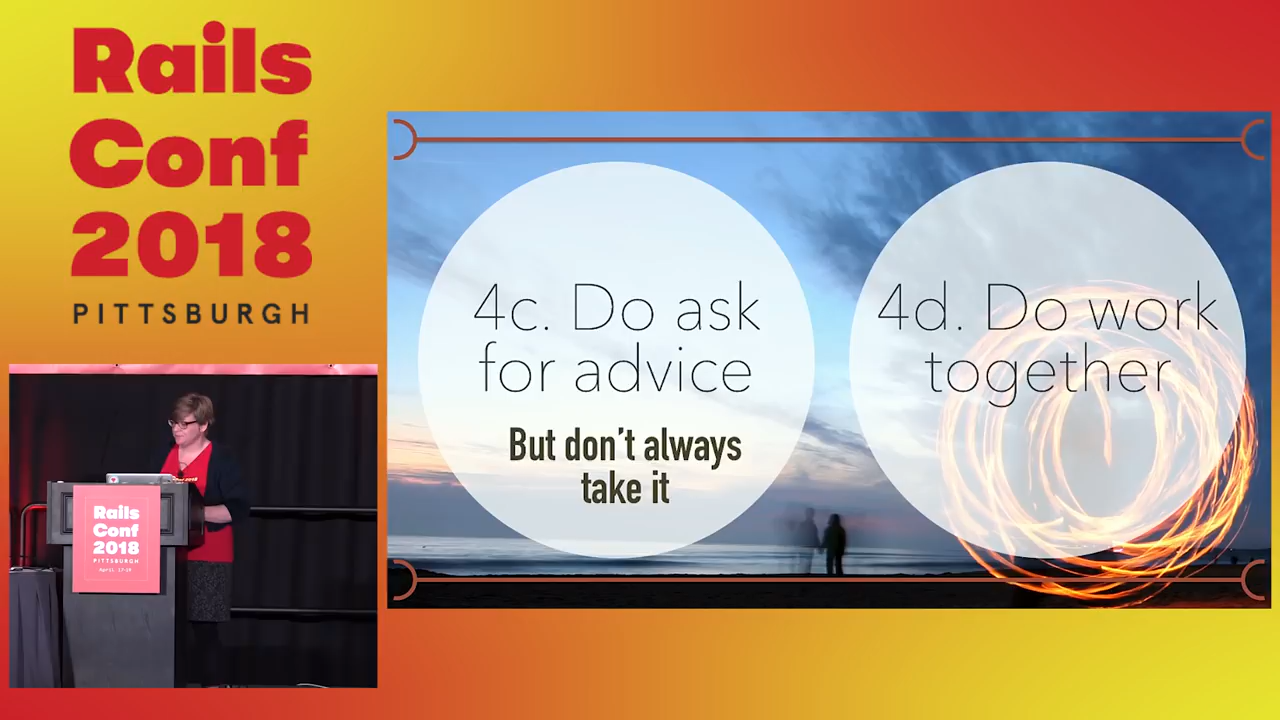 Rails
Conf
2018
PITTSBURGH
4c. Do ask
for advice
But don't always
take it
4d. Do work
together
Rails
Conf
2018
PITTSBURGH